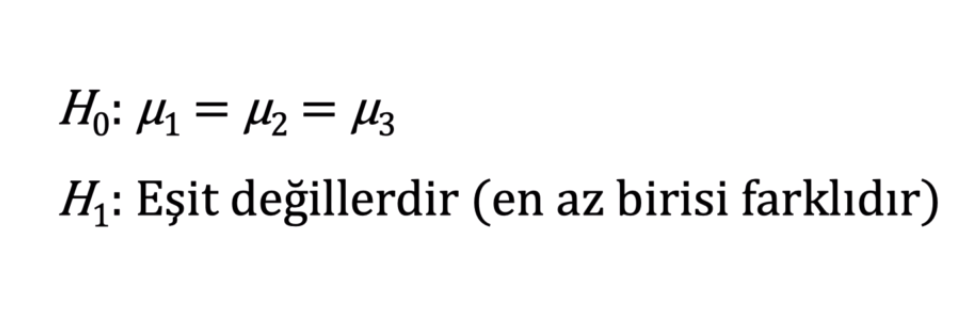 H₀: μ₁ = μ₂ = μ₃
H₁: Eşit değillerdir (en az birisi farklıdır)